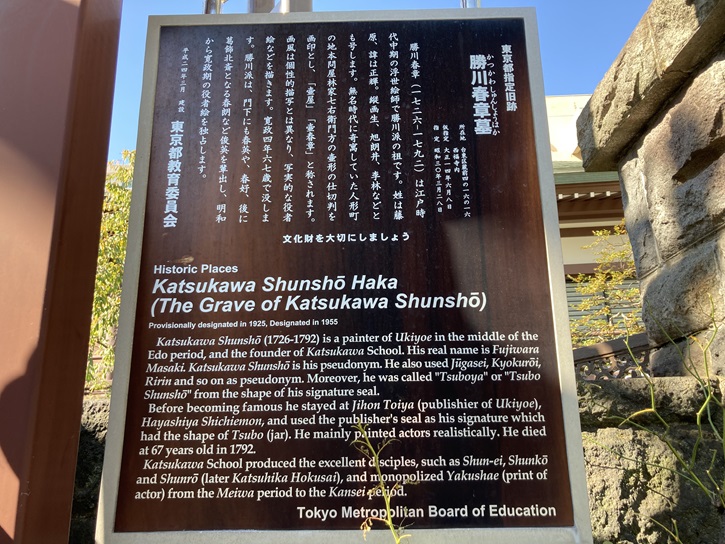 東京都指定旧跡
かつかわしゅんしょうはか
勝川春章墓
所在地 台東区蔵前四の一六の一六
西福寺内
仮指定 大正一四年六月八日
指定 昭和三〇年三月二八日
勝川春章(一七二六ー一七九二)は江戸時
代中期の浮世絵師で勝川派の祖です。姓は藤
原、諱は正輝。縦画生、旭朗井、李林などと
も号します。無名時代に寄寓していた人形町
の地本問屋林家七右衛門方の壷形の仕切判を
画印とし、「壷屋」「壷春章」と称されます。
画風は個性的描写とは異なり、写実的な役者
絵などを描きます。寛政四年六七歳で没しま
す。勝川派は、門下にも春英や、春好、後に
葛飾北斎となる春朗など俊英を輩出し、明和
から寛政期の役者絵を独占します。
平成二四年三月 建設
東京都教育委員会
文化財を大切にしましょう
Historic Places
Katsukawa Shunshō Haka
(The Grave of Katsukawa Shunshō)
Provisionally designated in 1925, Designated in 1955
Katsukawa Shunshō (1726-1792) is a painter of Ukiyoe in the middle of the
Edo period, and the founder of Katsukawa School. His real name is Fujiwara
Masaki. Katsukawa Shunshō is his pseudonym. He also used Jūgasei, Kyokurōi,
Ririn and so on as pseudonym. Moreover, he was called "Tsuboya" or "Tsubo
Shunshō" from the shape of his signature seal.
Before becoming famous he stayed at Jihon Toiya (publishier of Ukiyoe),
Hayashiya Shichiemon, and used the publisher's seal as his signature which
had the shape of Tsubo (jar). He mainly painted actors realistically. He died
at 67 years old in 1792.
Katsukawa School produced the excellent disciples, such as Shun-ei, Shunkō
and Shunrō (later Katsuhika Hokusai), and monopolized Yakushae (print of
actor) from the Meiwa period to the Kansei period.
Tokyo Metropolitan Board of Education